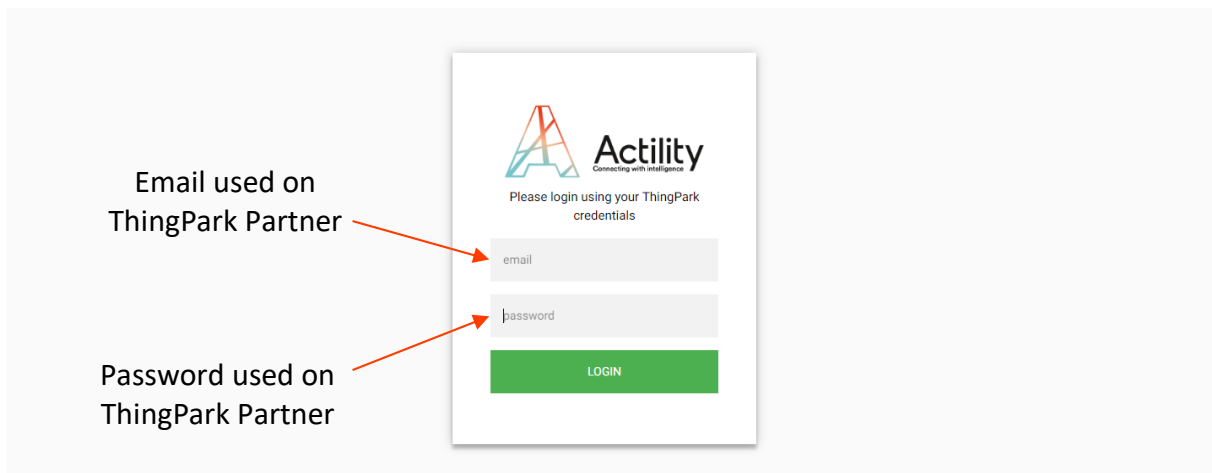 Actility
Connecting with intelligence
Please login using your ThingPark
credentials
Email used on
ThingPark Partner
email
password
LOGIN
Password used on
ThingPark Partner